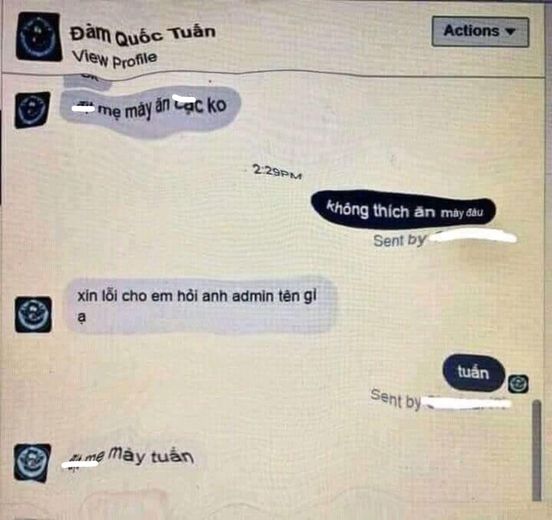 Đàm Quốc Tuấn
View Profile
Actions
mẹ mày ăn ko
2:29PM
không thích ăn mày đâu
Sent by
xin lỗi cho em hỏi anh admin tên gì
ạ
tuấn
Sent by
mẹ mày tuấn